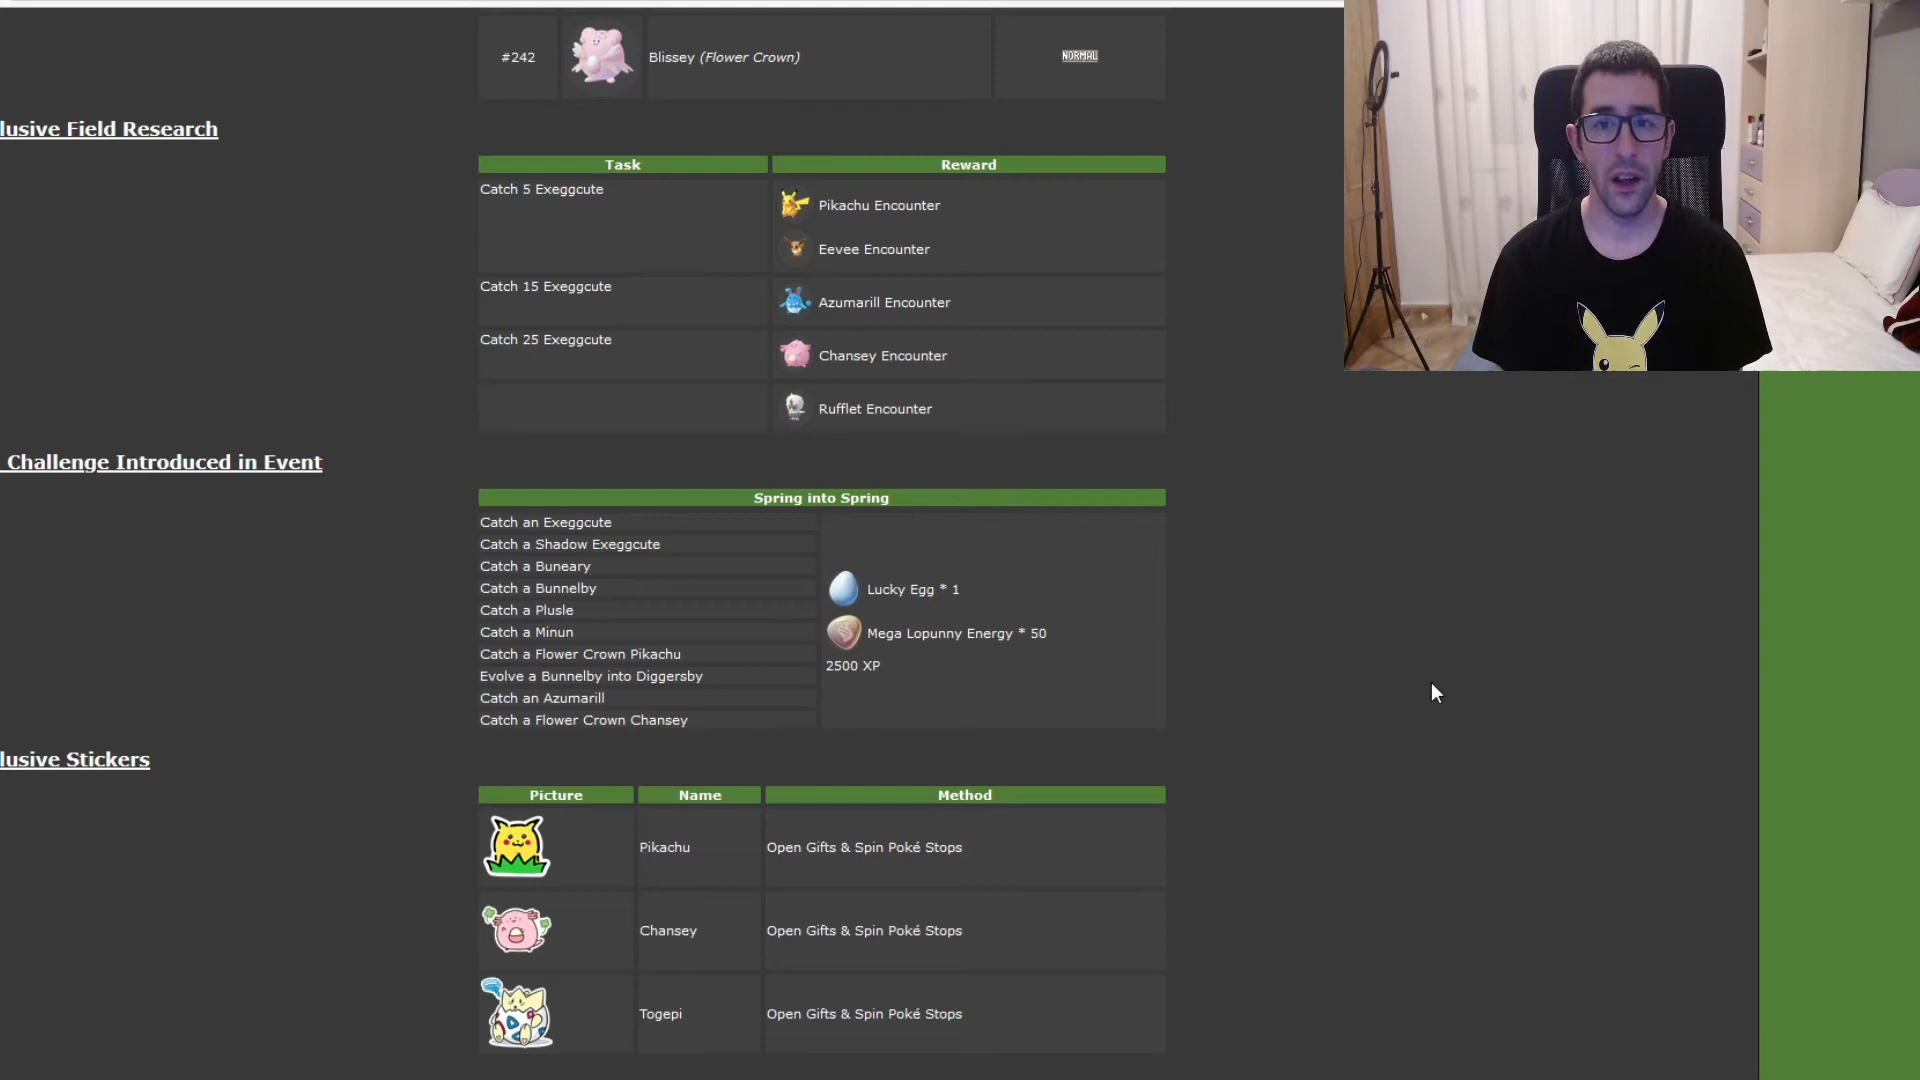 #242
Blissey (Flower Crown)
NORMAL
lusive Field Research
Task
Reward
Catch 5 Exeggcute
Pikachu Encounter
Eevee Encounter
Catch 15 Exeggcute
Azumarill Encounter
Catch 25 Exeggcute
Chansey Encounter
Rufflet Encounter
Challenge Introduced in Event
Spring into Spring
Catch an Exeggcute
Catch a Shadow Exeggcute
Catch a Buneary
Catch a Bunnelby
Catch a Plusle
Catch a Minun
Catch a Flower Crown Pikachu
Evolve a Bunnelby into Diggersby
Catch an Azumarill
Catch a Flower Crown Chansey
Lucky Egg * 1
Mega Lopunny Energy * 50
2500 XP
lusive Stickers
Picture
Name
Method
Pikachu
Open Gifts & Spin Poké Stops
Chansey
Open Gifts & Spin Poké Stops
Togepi
Open Gifts & Spin Poké Stops